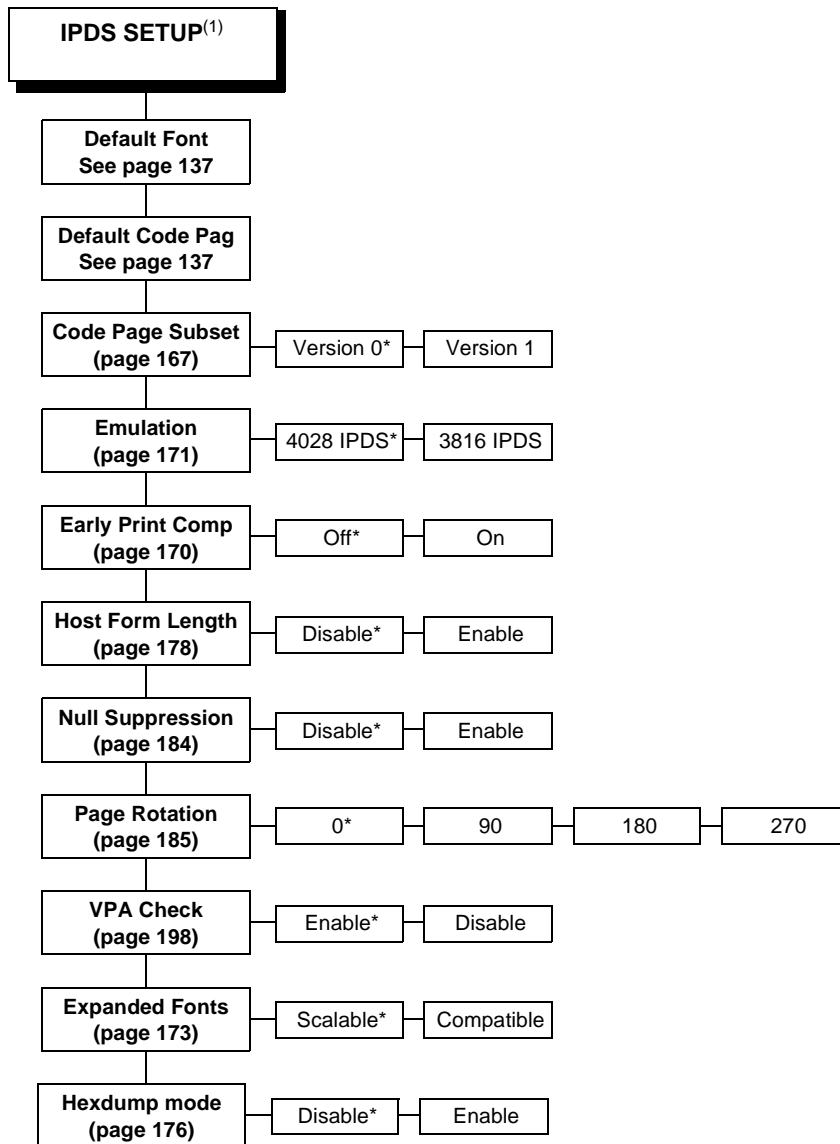 IPDS SETUP(1)
Default Font
See page 137
Default Code Pag
See page 137
Code Page Subset
(page 167)
Version 0*
Version 1
Emulation
(page 171)
4028 IPDS*
3816 IPDS
Early Print Comp
(page 170)
Off*
On
Host Form Length
(page 178)
Disable*
Enable
Null Suppression
(page 184)
Disable*
Enable
Page Rotation
(page 185)
0*
90
180
270
VPA Check
(page 198)
Enable*
Disable
Expanded Fonts
(page 173)
Scalable*
Compatible
Hexdump mode
(page 176)
Disable*
Enable